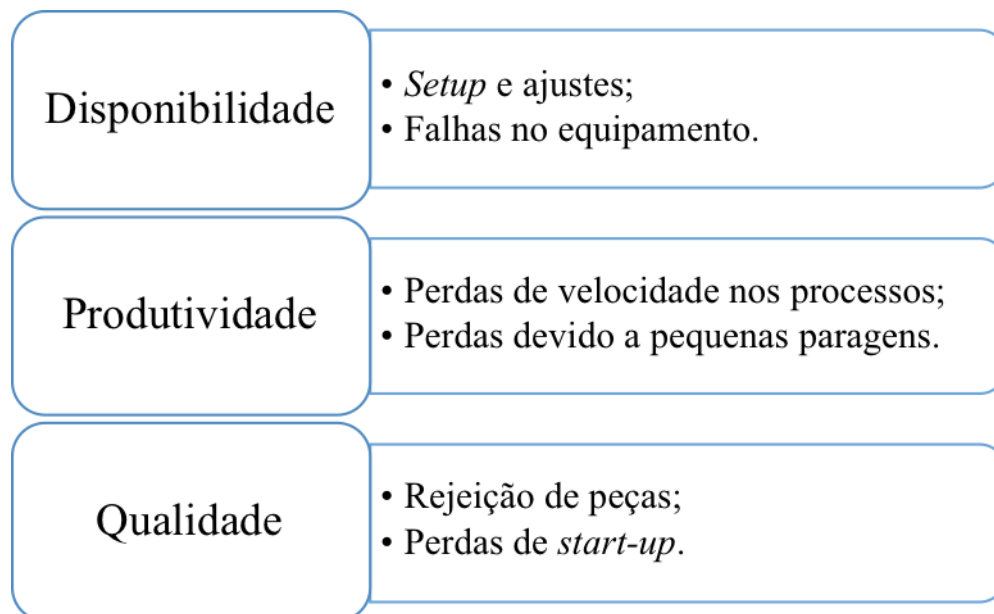 Disponibilidade
• Setup e ajustes;
• Falhas no equipamento.
Produtividade
• Perdas de velocidade nos processos;
• Perdas devido a pequenas paragens.
Qualidade
• Rejeição de peças;
• Perdas de start-up.